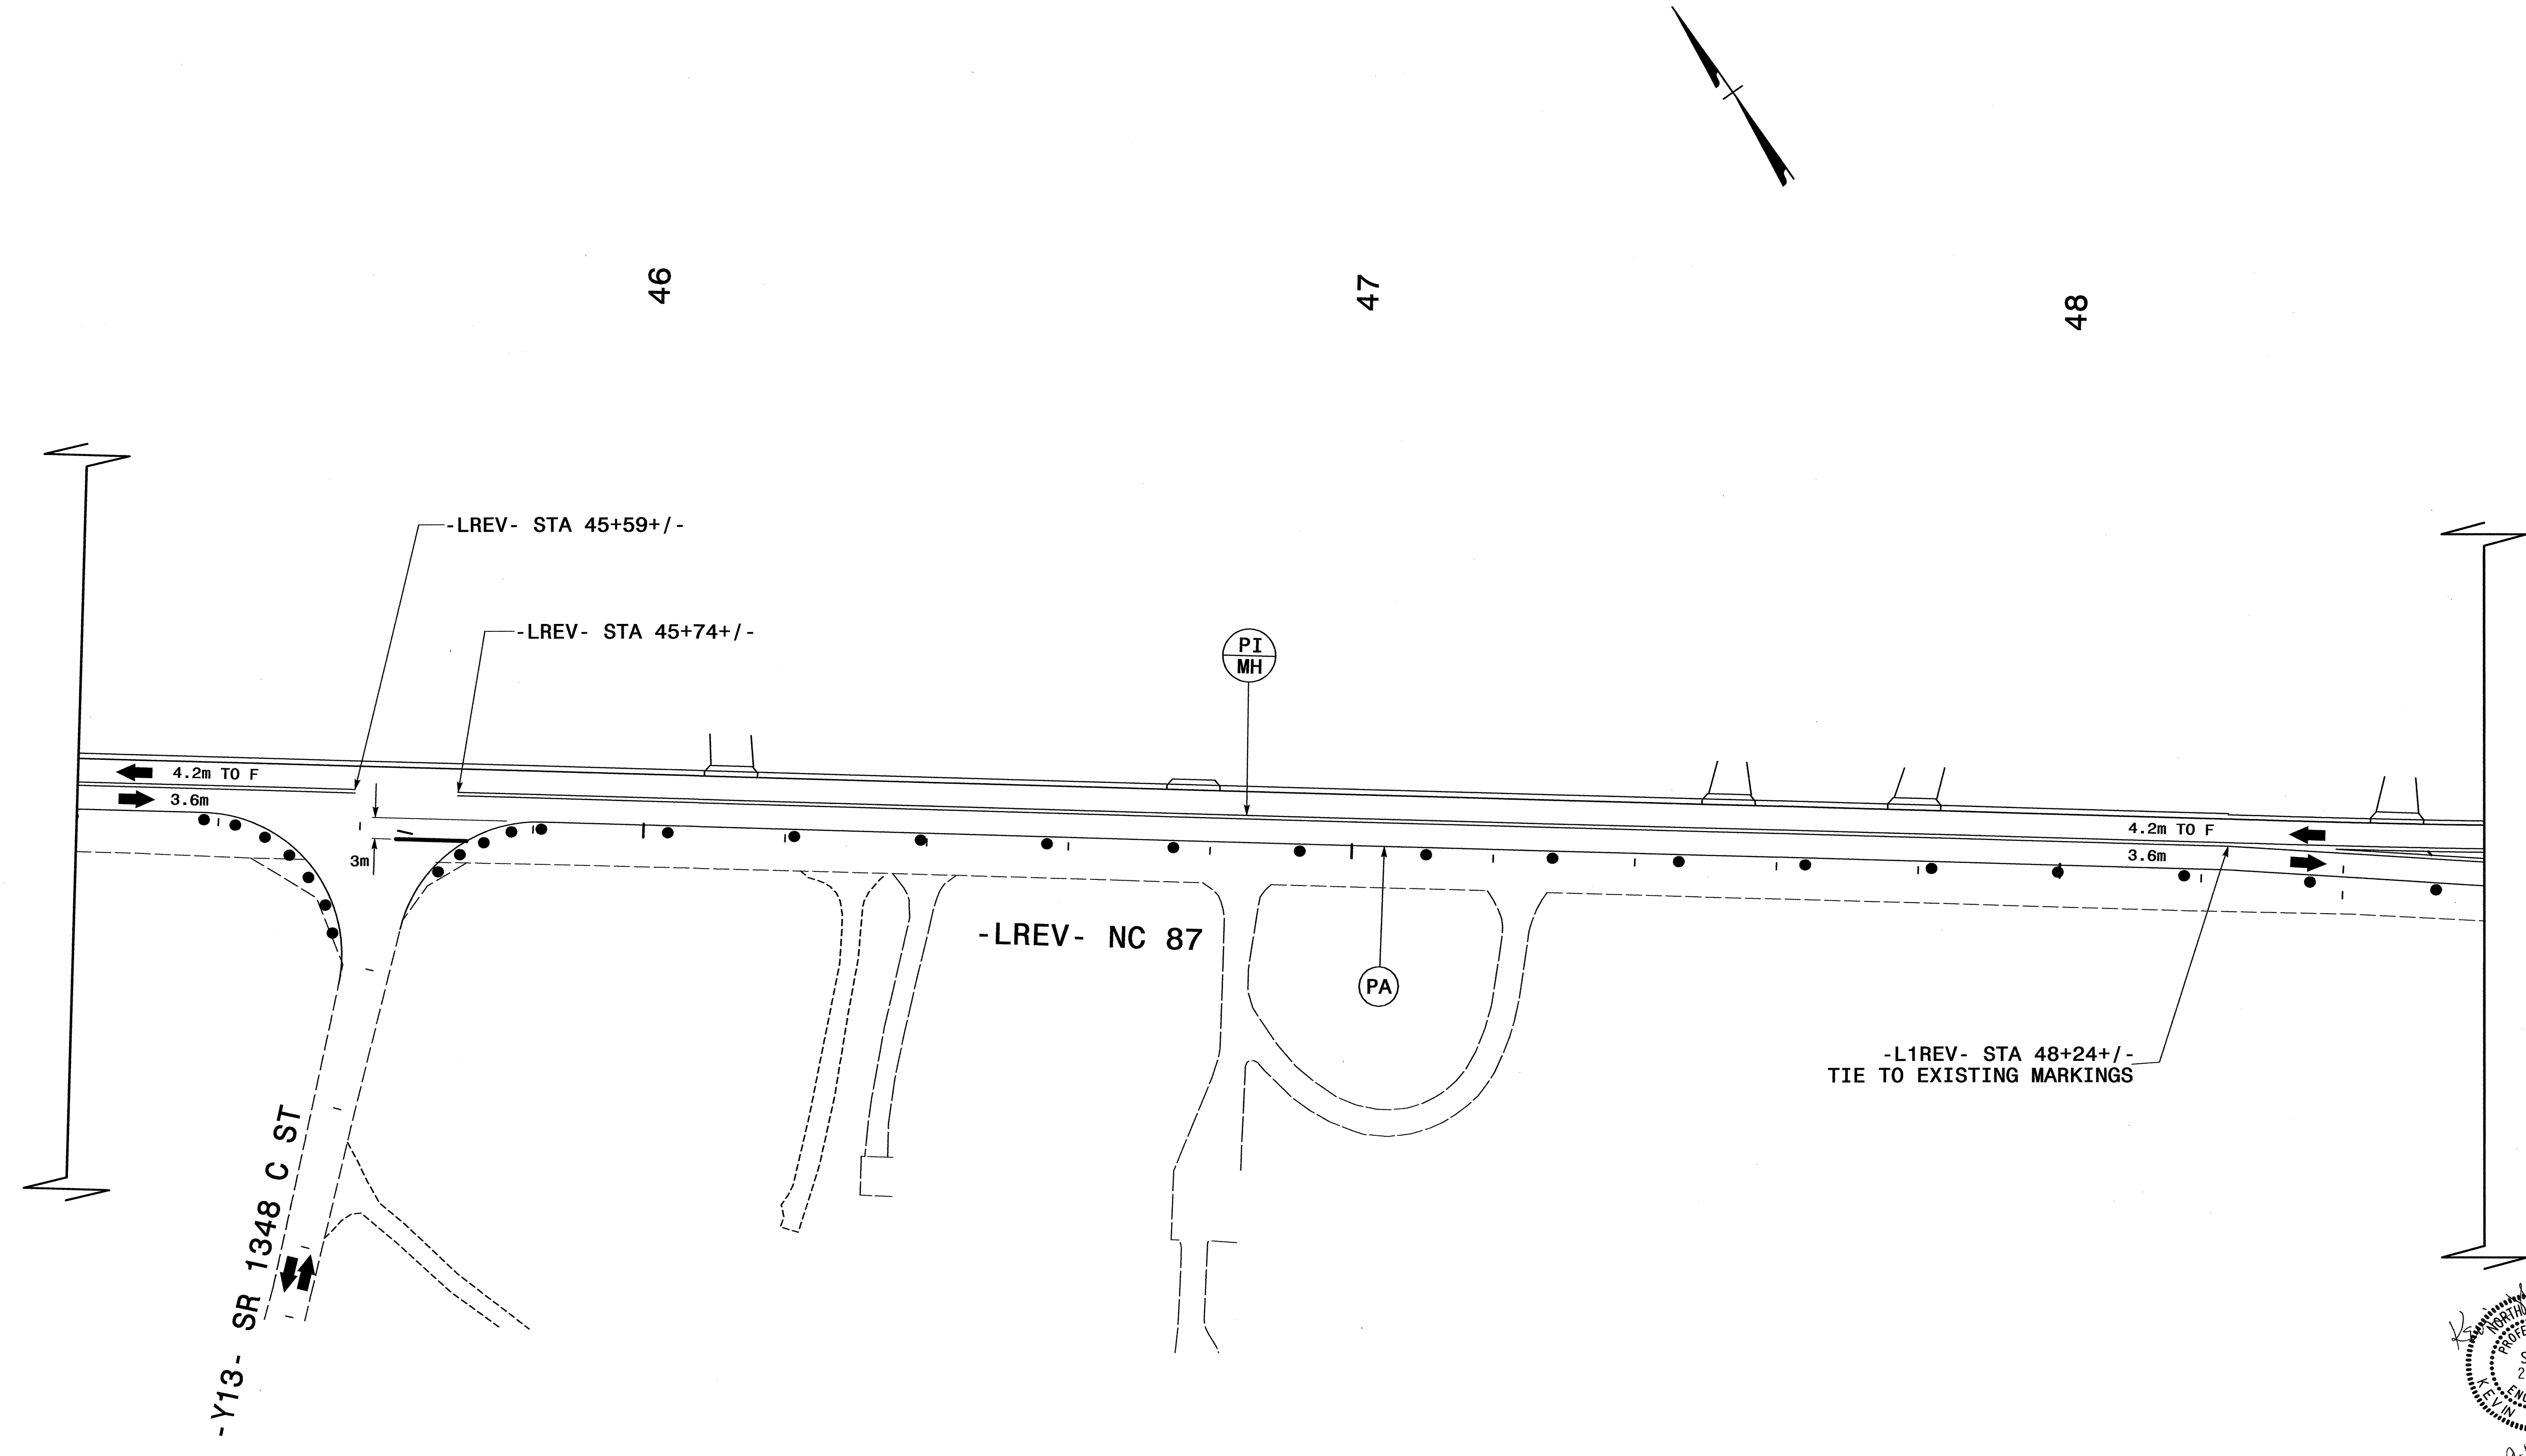 46
47
48
-LREV- STA 45+59+/-
-LREV- STA 45+74+/-
PI
MH
4.2m TO F
3.6m
3m
4.2m TO F
3.6m
-LREV- NC 87
PA
-L1REV- STA 48+24+/-
TIE TO EXISTING MARKINGS
-Y13- SR 1348 C ST
KEVIN